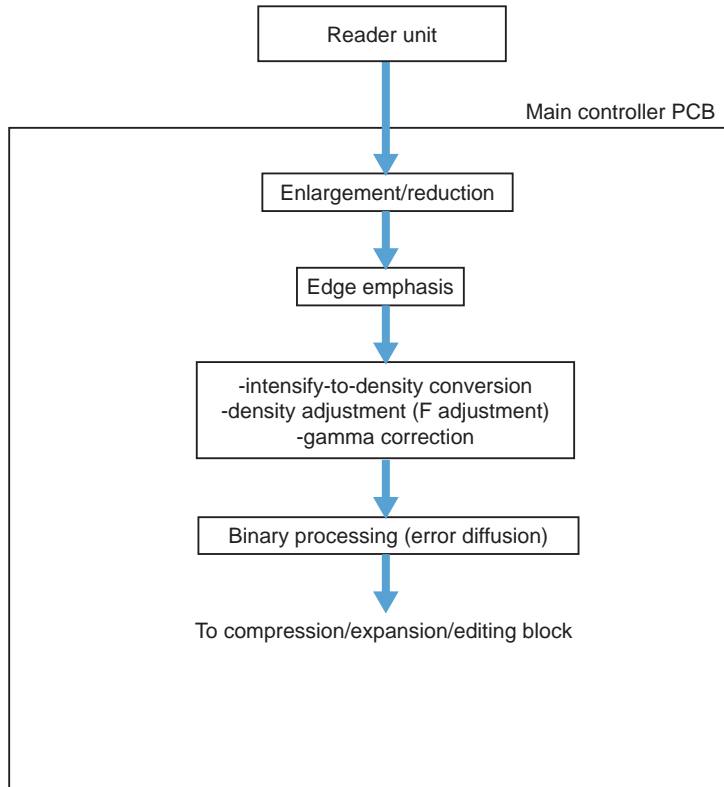 Reader unit
Main controller PCB
Enlargement/reduction
Edge emphasis
-intensify-to-density conversion
-density adjustment (F adjustment)
-gamma correction
Binary processing (error diffusion)
To compression/expansion/editing block